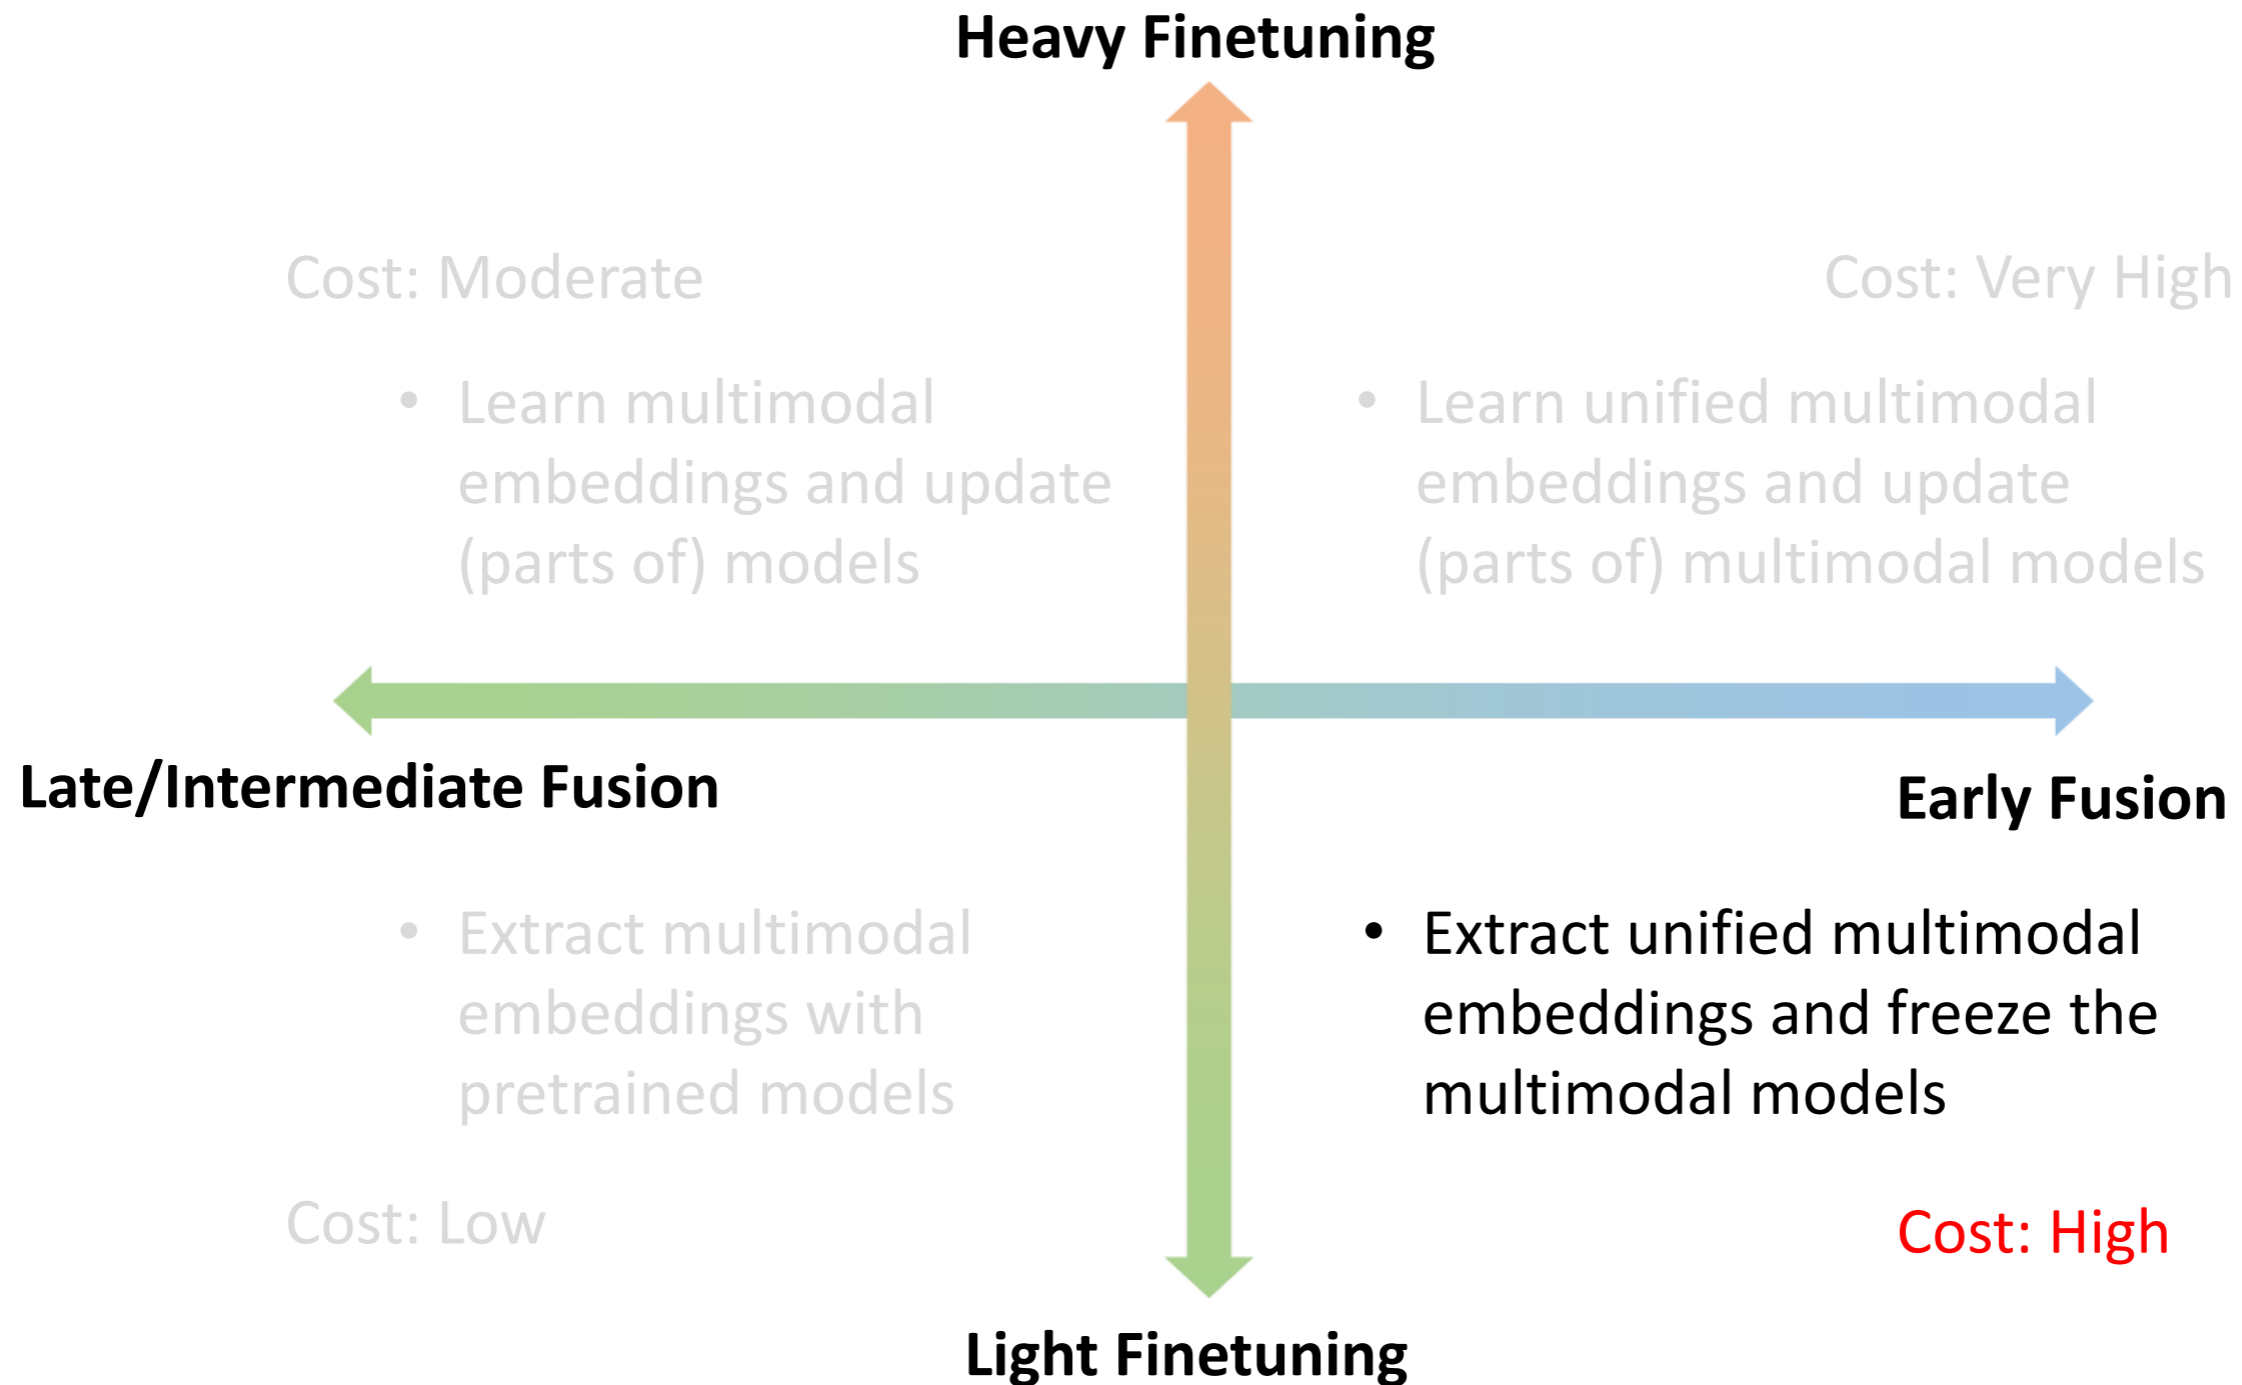 Heavy Finetuning
Cost: Moderate
• Learn multimodal
embeddings and update
(parts of) models
Cost: Very High
• Learn unified multimodal
embeddings and update
(parts of) multimodal models
Late/Intermediate Fusion
Early Fusion
• Extract multimodal
embeddings with
pretrained models
Cost: Low
• Extract unified multimodal
embeddings and freeze the
multimodal models
Cost: High
Light Finetuning